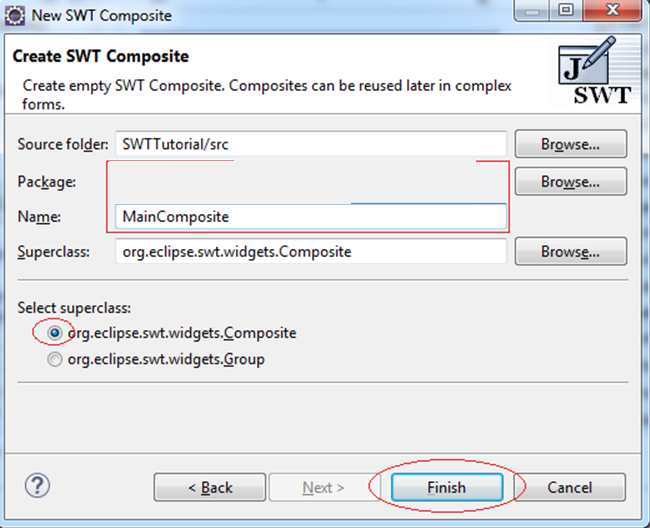 New SWT Composite
Create SWT Composite
Create empty SWT Composite. Composites can be reused later in complex
forms.
J
SWT
Source folder: SWTTutorial/src Browse...
Package: Browse...
Name: MainComposite
Superclass: org.eclipse.swt.widgets.Composite Browse...
Select superclass:
org.eclipse.swt.widgets.Composite
org.eclipse.swt.widgets.Group
? < Back Next > Finish Cancel